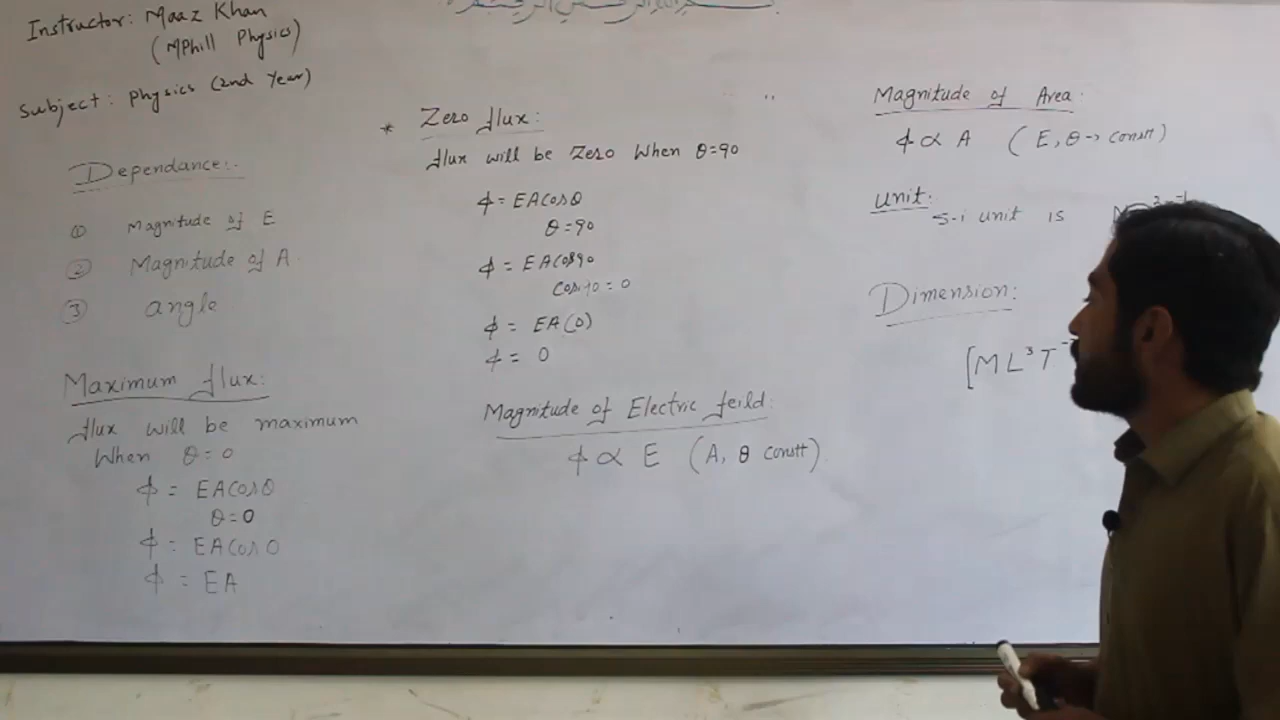 Instructor: Maaz Khan
(MPhill Physics)
Subject: Physics (2nd Year)
Dependance:-
① Magnitude of E
② Magnitude of A
③ angle
Maximum flux:
flux will be maximum
When θ=0
ϕ = EACosθ
θ=0
ϕ = EACos0
ϕ = EA
* Zero flux:
flux will be Zero When θ=90
ϕ = EACosθ
θ=90
ϕ = EACos90
Cos90=0
ϕ = EA(0)
ϕ = 0
Magnitude of Electric feild:
ϕ ∝ E (A, θ constt)
Magnitude of Area:
ϕ ∝ A (E, θ → constt)
Unit:
S-i unit is
Dimension:
[ML³T